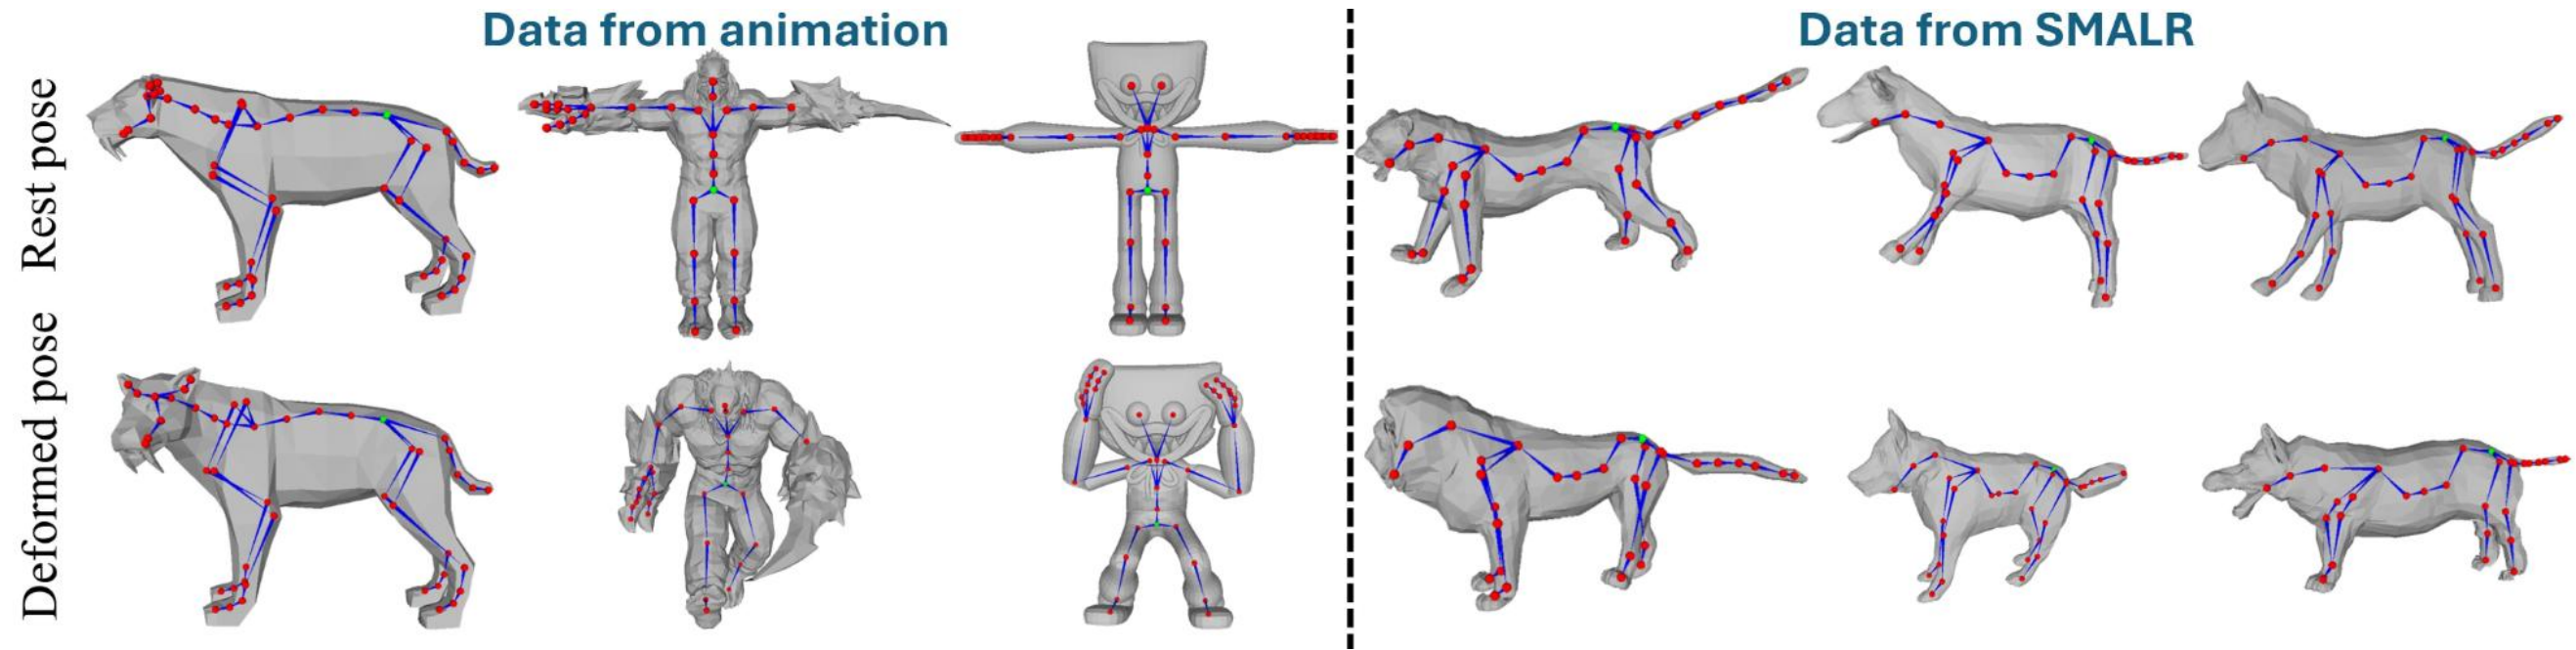 Data from animation
Data from SMALR
Rest pose
Deformed pose